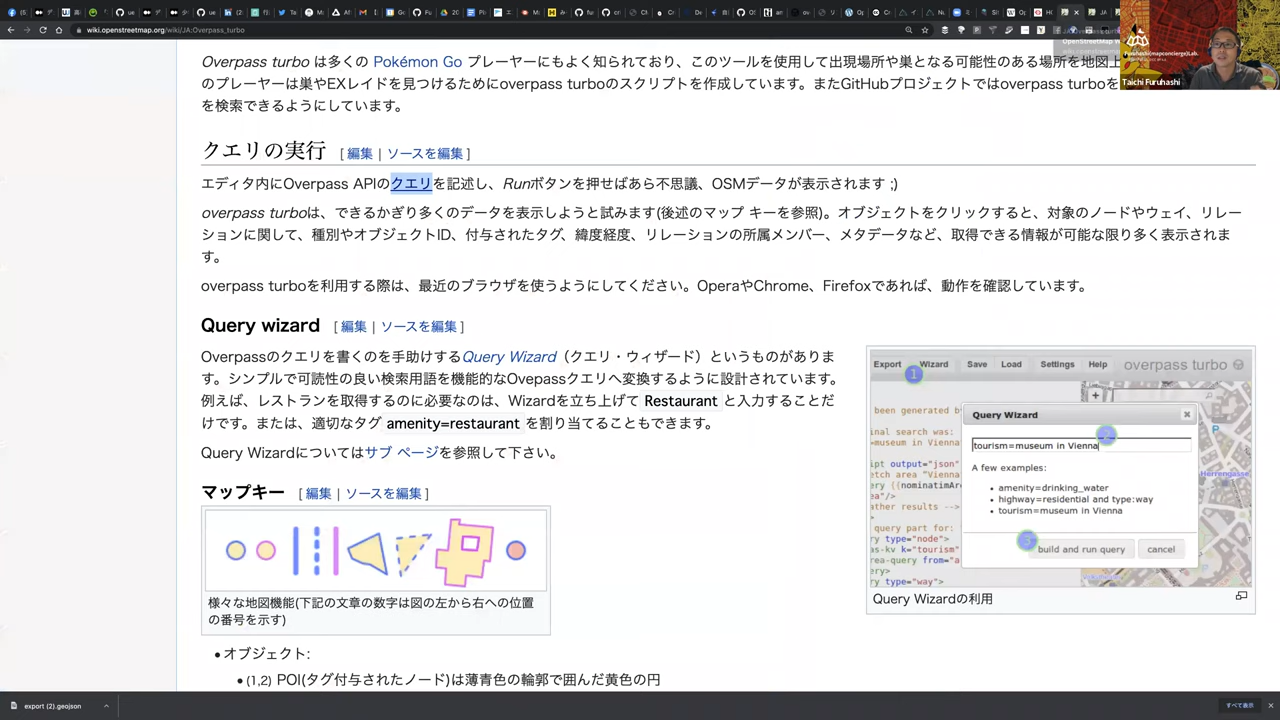 wiki.openstreetmap.org/wiki/JA:Overpass_turbo
Taichi Furuhashi
Overpass turbo は多くの Pokémon Go プレーヤーにもよく知られており、このツールを使用して出現場所や巣となる可能性のある場所を地図上
のプレーヤーは巣やEXレイドを見つけるためにoverpass turboのスクリプトを作成しています。またGitHubプロジェクトではoverpass turboを
を検索できるようにしています。
クエリの実行 [ 編集 | ソースを編集 ]
エディタ内にOverpass APIのクエリを記述し、Runボタンを押せばあら不思議、OSMデータが表示されます ;)
overpass turboは、できるかぎり多くのデータを表示しようと試みます(後述のマップ キーを参照)。オブジェクトをクリックすると、対象のノードやウェイ、リレー
ションに関して、種別やオブジェクトID、付与されたタグ、緯度経度、リレーションの所属メンバー、メタデータなど、取得できる情報が可能な限り多く表示されま
す。
overpass turboを利用する際は、最近のブラウザを使うようにしてください。OperaやChrome、Firefoxであれば、動作を確認しています。
Query wizard [ 編集 | ソースを編集 ]
Overpassのクエリを書くのを手助けするQuery Wizard（クエリ・ウィザード）というものがありま
す。シンプルで可読性の良い検索用語を機能的なOvepassクエリへ変換するように設計されています。
例えば、レストランを取得するのに必要なのは、Wizardを立ち上げて Restaurant と入力することだ
けです。または、適切なタグ amenity=restaurant を割り当てることもできます。
Query Wizardについてはサブ ページを参照して下さい。
Export Wizard Save Load Settings Help overpass turbo
1
been generated b
inal search was:
=museum in Vienna
ript output="json"
etch area "Vienn
{{nominatimAr
ather results --
query part for:
ery type="node">
as-kv k="tourism"
area-query from="a
ery>
ery type="way">
Query Wizard
tourism=museum in Vienna
A few examples:
• amenity=drinking_water
• highway=residential and type:way
• tourism=museum in Vienna
3
build and run query cancel
Herrengasse
Query Wizardの利用
マップキー [ 編集 | ソースを編集 ]
様々な地図機能(下記の文章の数字は図の左から右への位置
の番号を示す)
• オブジェクト:
• (1,2) POI(タグ付与されたノード)は薄青色の輪郭で囲んだ黄色の円
export (2).geojson
すべて表示